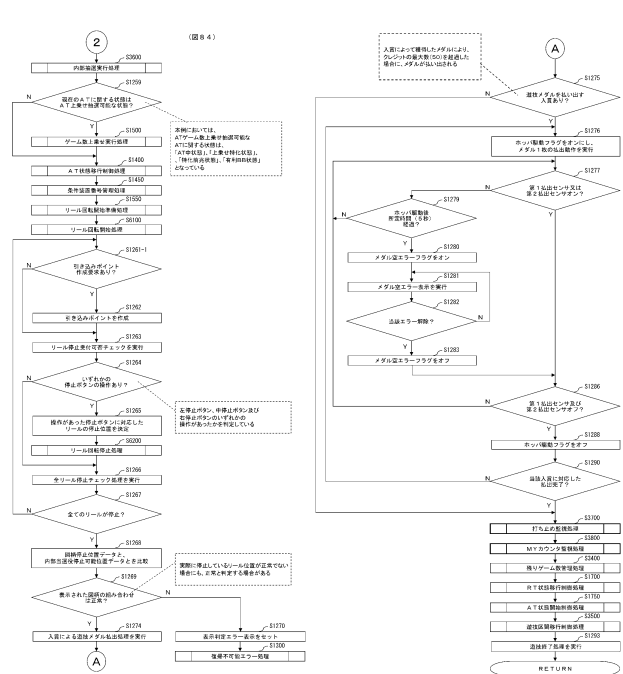 (図84)
2
S3600
内部抽選実行処理
S1259
現在のATに関する状態は
AT上乗せ抽選可能な状態?
N
Y
本例においては、
ATゲーム数上乗せ抽選可能な
ATに関する状態は、
「AT中状態」、「上乗せ特化状態」、
「特化前兆状態」、「有利BB状態」
となっている
S1500
ゲーム数上乗せ実行処理
S1400
AT状態移行制御処理
S1450
条件装置番号管理処理
S1550
リール回転開始準備処理
S6100
リール回転開始処理
S1261-1
引き込みポイント
作成要求あり?
N
Y
S1262
引き込みポイントを作成
S1263
リール停止受付可否チェックを実行
S1264
いずれかの
停止ボタンの操作あり?
N
Y
左停止ボタン、中停止ボタン及び
右停止ボタンのいずれかの
操作があったかを判定している
S1265
操作があった停止ボタンに対応した
リールの停止位置を決定
S6200
リール回転停止処理
S1266
全リール停止チェック処理を実行
S1267
全てのリールが停止?
N
Y
S1268
回胴停止位置データと、
内部当選役停止可能位置データとを比較
実際に停止しているリール位置が正常でない
場合にも、正常と判定する場合がある
S1269
表示された図柄の組み合わせ
は正常?
N
Y
S1274
入賞による遊技メダル払出処理を実行
S1270
表示判定エラー表示をセット
S1300
復帰不可能エラー処理
A
A
入賞によって獲得したメダルにより、
クレジットの最大数(50)を超過した
場合に、メダルが払い出される
S1275
遊技メダルを払い出す
入賞あり?
N
Y
S1276
ホッパ駆動フラグをオンにし、
メダル1枚の払出動作を実行
S1277
第1払出センサ又は
第2払出センサオン?
N
Y
S1279
ホッパ駆動後
所定時間(5秒)
経過?
N
Y
S1280
メダル空エラーフラグをオン
S1281
メダル空エラー表示を実行
S1282
当該エラー解除?
N
Y
S1283
メダル空エラーフラグをオフ
S1286
第1払出センサ及び
第2払出センサオフ?
N
Y
S1288
ホッパ駆動フラグをオフ
S1290
当該入賞に対応した
払出完了?
N
Y
S3700
打ち止め監視処理
S3800
MYカウンタ監視処理
S3400
残りゲーム数管理処理
S1700
RT状態移行制御処理
S1750
AT状態開始制御処理
S3500
遊技区間移行制御処理
S1293
遊技終了処理を実行
RETURN